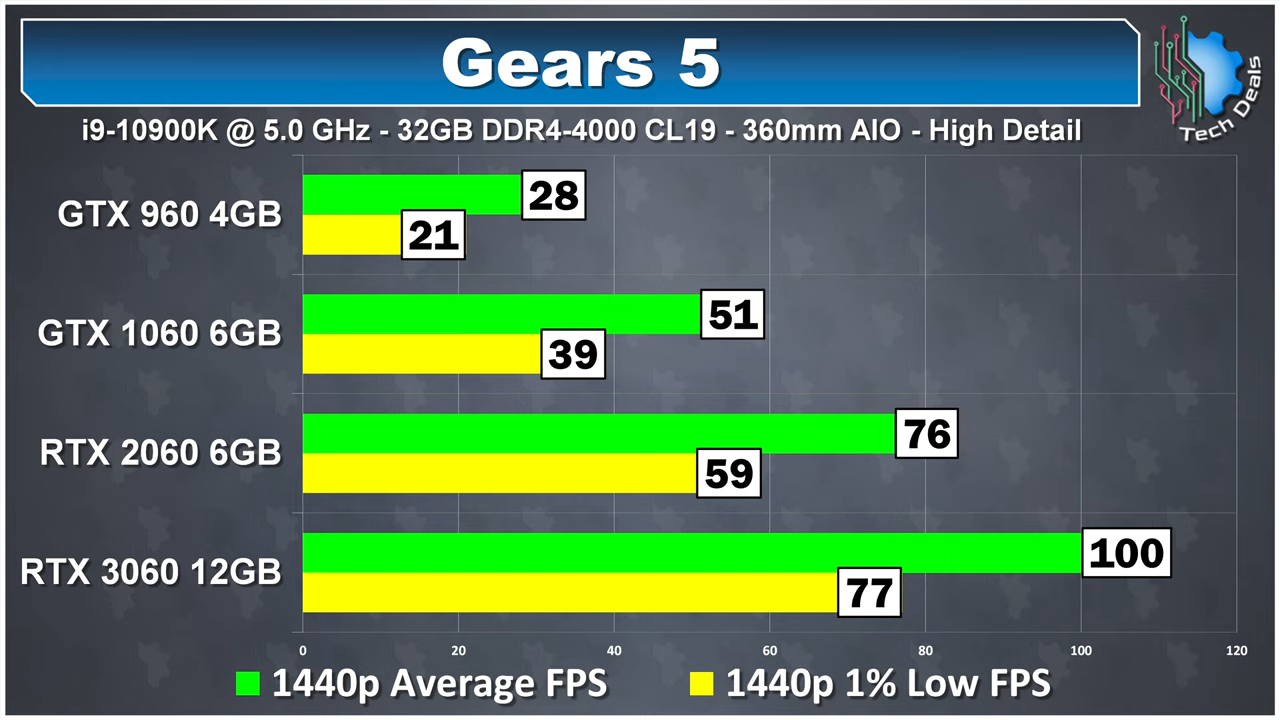 Gears 5
Tech Deals
i9-10900K @ 5.0 GHz - 32GB DDR4-4000 CL19 - 360mm AIO - High Detail
GTX 960 4GB
28
21
GTX 1060 6GB
51
39
RTX 2060 6GB
76
59
RTX 3060 12GB
100
77
0 20 40 60 80 100 120
1440p Average FPS 1440p 1% Low FPS